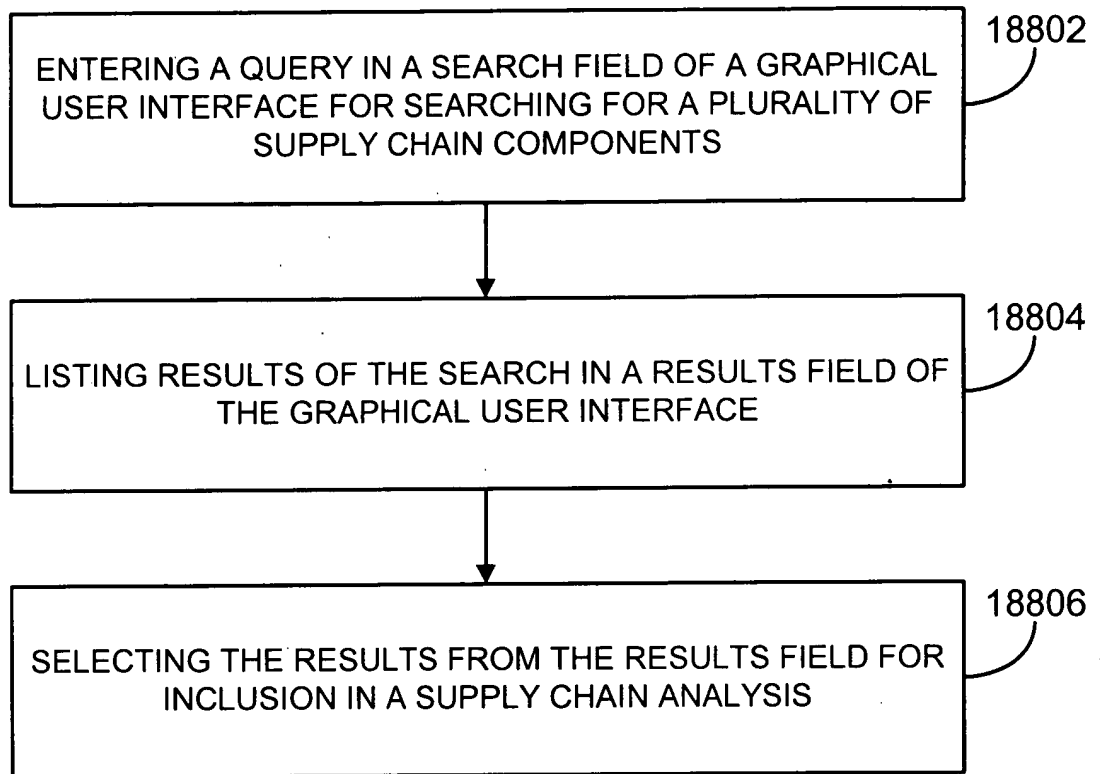 18802
ENTERING A QUERY IN A SEARCH FIELD OF A GRAPHICAL
USER INTERFACE FOR SEARCHING FOR A PLURALITY OF
SUPPLY CHAIN COMPONENTS
18804
LISTING RESULTS OF THE SEARCH IN A RESULTS FIELD OF
THE GRAPHICAL USER INTERFACE
18806
SELECTING THE RESULTS FROM THE RESULTS FIELD FOR
INCLUSION IN A SUPPLY CHAIN ANALYSIS